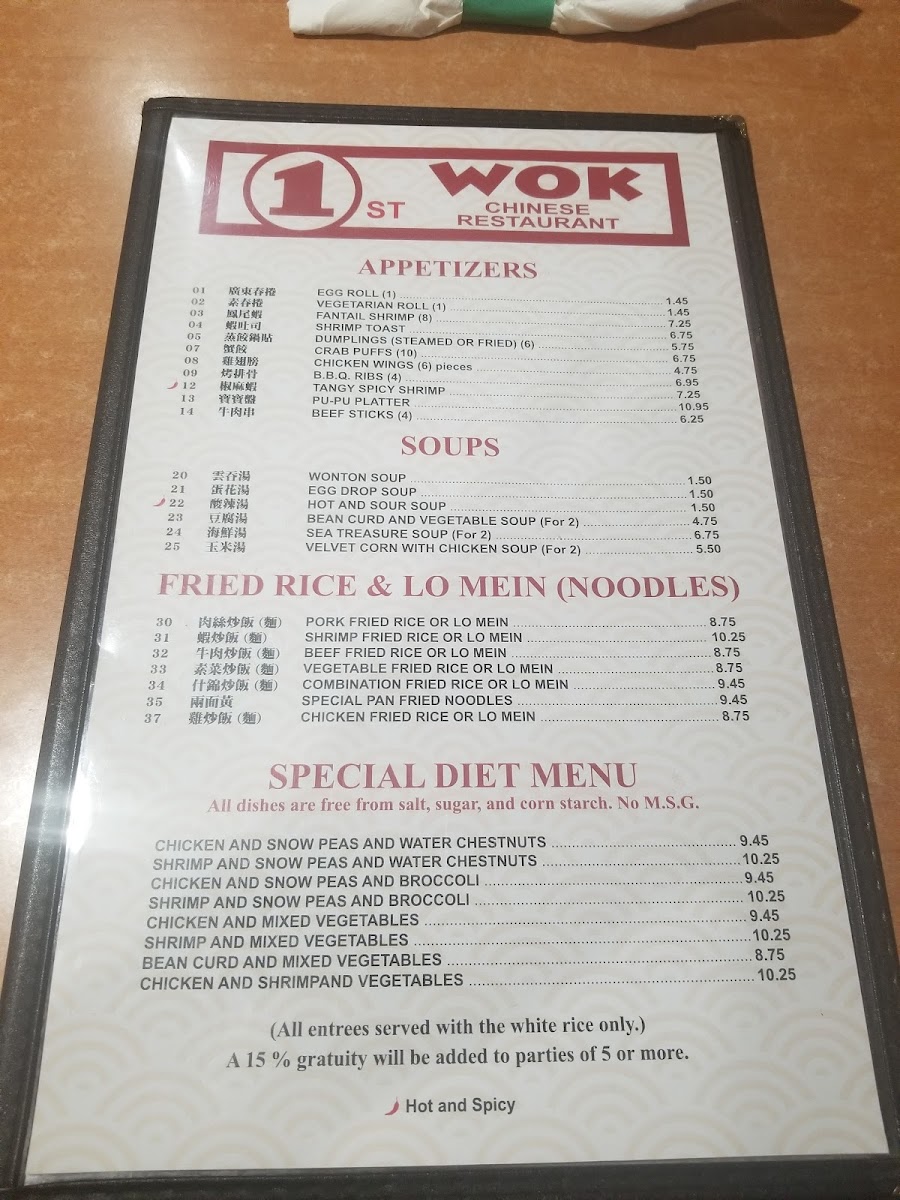 1 ST WOK
CHINESE
RESTAURANT
APPETIZERS
01 廣東春捲 EGG ROLL (1) 1.45
02 素春捲 VEGETARIAN ROLL (1) 1.45
03 鳳尾蝦 FANTAIL SHRIMP (8) 7.25
04 蝦吐司 SHRIMP TOAST 6.75
05 蒸餃鍋貼 DUMPLINGS (STEAMED OR FRIED) (6) 5.75
07 蟹餃 CRAB PUFFS (10) 6.75
08 雞翅膀 CHICKEN WINGS (6) pieces 4.75
09 烤排骨 B.B.Q. RIBS (4) 6.95
12 椒麻蝦 TANGY SPICY SHRIMP 7.25
13 寶寶盤 PU-PU PLATTER 10.95
14 牛肉串 BEEF STICKS (4) 6.25
SOUPS
20 雲吞湯 WONTON SOUP 1.50
21 蛋花湯 EGG DROP SOUP 1.50
22 酸辣湯 HOT AND SOUR SOUP 1.50
23 豆腐湯 BEAN CURD AND VEGETABLE SOUP (For 2) 4.75
24 海鮮湯 SEA TREASURE SOUP (For 2) 6.75
25 玉米湯 VELVET CORN WITH CHICKEN SOUP (For 2) 5.50
FRIED RICE & LO MEIN (NOODLES)
30 肉絲炒飯 (麵) PORK FRIED RICE OR LO MEIN 8.75
31 蝦炒飯 (麵) SHRIMP FRIED RICE OR LO MEIN 10.25
32 牛肉炒飯 (麵) BEEF FRIED RICE OR LO MEIN 8.75
33 素菜炒飯 (麵) VEGETABLE FRIED RICE OR LO MEIN 8.75
34 什錦炒飯 (麵) COMBINATION FRIED RICE OR LO MEIN 9.45
35 兩面黃 SPECIAL PAN FRIED NOODLES 9.45
37 雞炒飯 (麵) CHICKEN FRIED RICE OR LO MEIN 8.75
SPECIAL DIET MENU
All dishes are free from salt, sugar, and corn starch. No M.S.G.
CHICKEN AND SNOW PEAS AND WATER CHESTNUTS 9.45
SHRIMP AND SNOW PEAS AND WATER CHESTNUTS 10.25
CHICKEN AND SNOW PEAS AND BROCCOLI 9.45
SHRIMP AND SNOW PEAS AND BROCCOLI 10.25
CHICKEN AND MIXED VEGETABLES 9.45
SHRIMP AND MIXED VEGETABLES 10.25
BEAN CURD AND MIXED VEGETABLES 8.75
CHICKEN AND SHRIMPAND VEGETABLES 10.25
(All entrees served with the white rice only.)
A 15 % gratuity will be added to parties of 5 or more.
Hot and Spicy